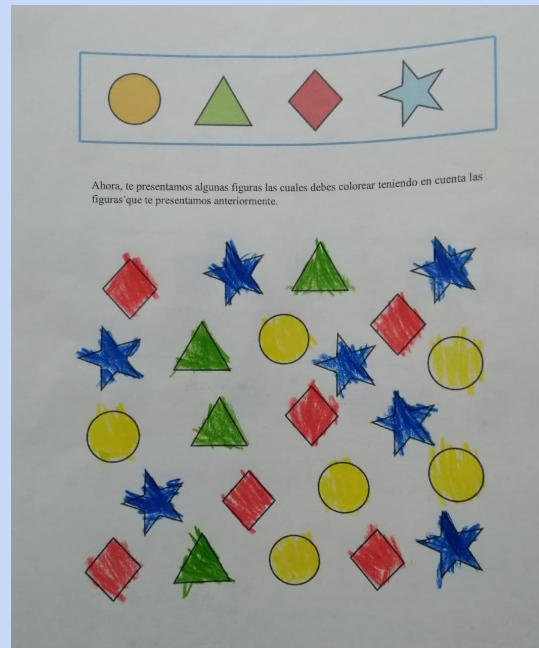 Ahora, te presentamos algunas figuras las cuales debes colorear teniendo en cuenta las
figuras que te presentamos anteriormente.